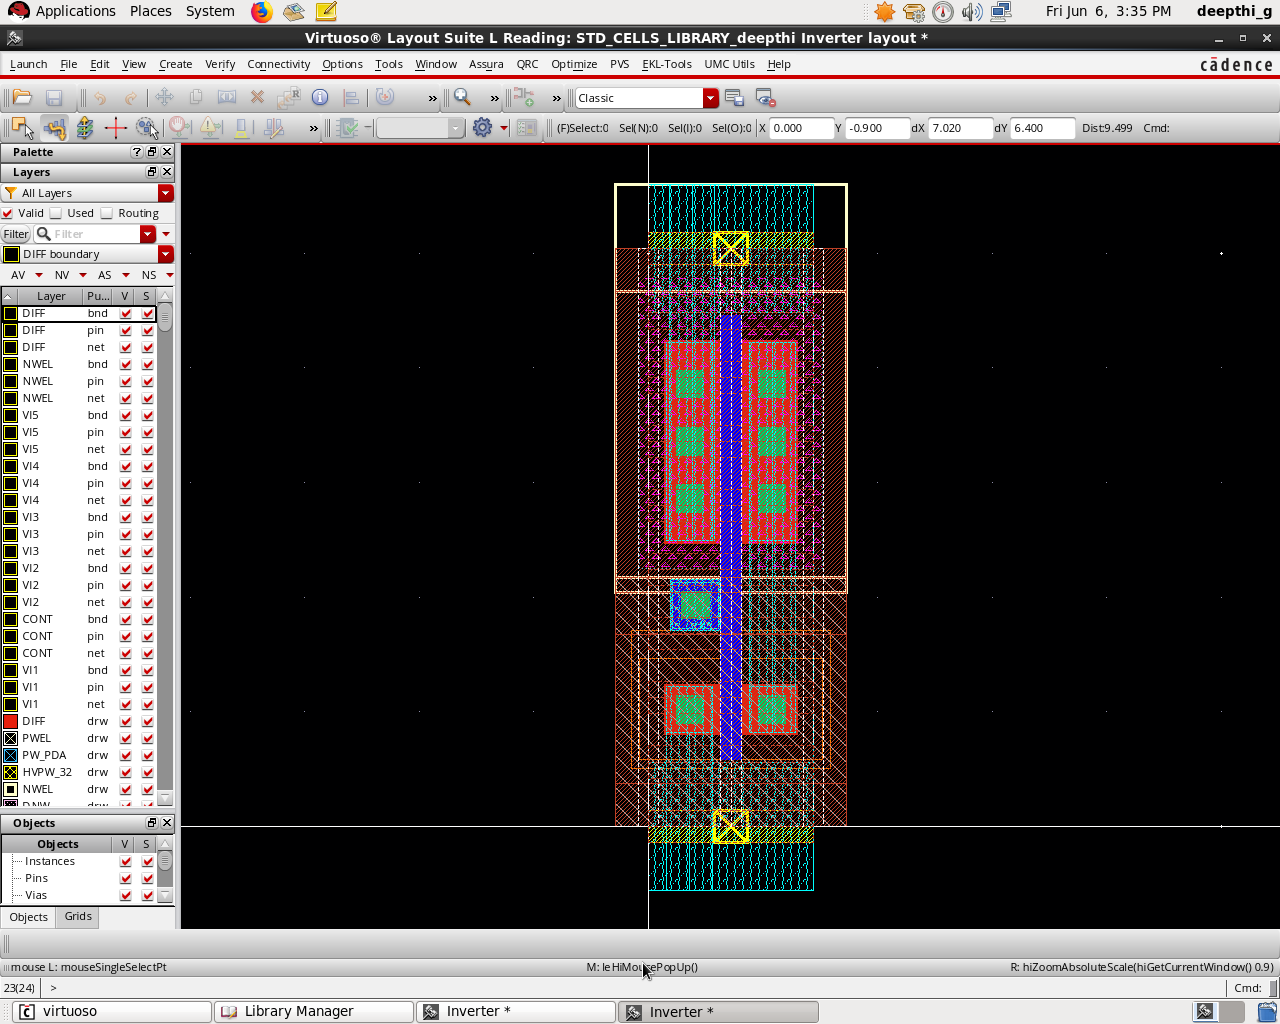 Applications Places System Fri Jun 6, 3:35 PM deepthi_g
Virtuoso® Layout Suite L Reading: STD_CELLS_LIBRARY_deepthi Inverter layout *
Launch File Edit View Create Verify Connectivity Options Tools Window Assura QRC Optimize PVS EKL-Tools UMC Utils Help cādence
» » » Classic
» (F)Select:0 Sel(N):0 Sel(I):0 Sel(O):0 X 0.000 Y -0.900 dX 7.020 dY 6.400 Dist:9.499 Cmd:
Palette ?
Layers
All Layers
Valid Used Routing
Filter Filter
DIFF boundary
AV NV AS NS
Layer Pu... V S
DIFF bnd
DIFF pin
DIFF net
NWEL bnd
NWEL pin
NWEL net
VI5 bnd
VI5 pin
VI5 net
VI4 bnd
VI4 pin
VI4 net
VI3 bnd
VI3 pin
VI3 net
VI2 bnd
VI2 pin
VI2 net
CONT bnd
CONT pin
CONT net
VI1 bnd
VI1 pin
VI1 net
DIFF drw
PWEL drw
PW_PDA drw
HVPW_32 drw
NWEL drw
DNW drw
Objects
Objects V S
Instances
Pins
Vias
Objects Grids
mouse L: mouseSingleSelectPt M: leHiMousePopUp() R: hiZoomAbsoluteScale(hiGetCurrentWindow() 0.9)
23(24) > Cmd:
virtuoso Library Manager Inverter * Inverter *